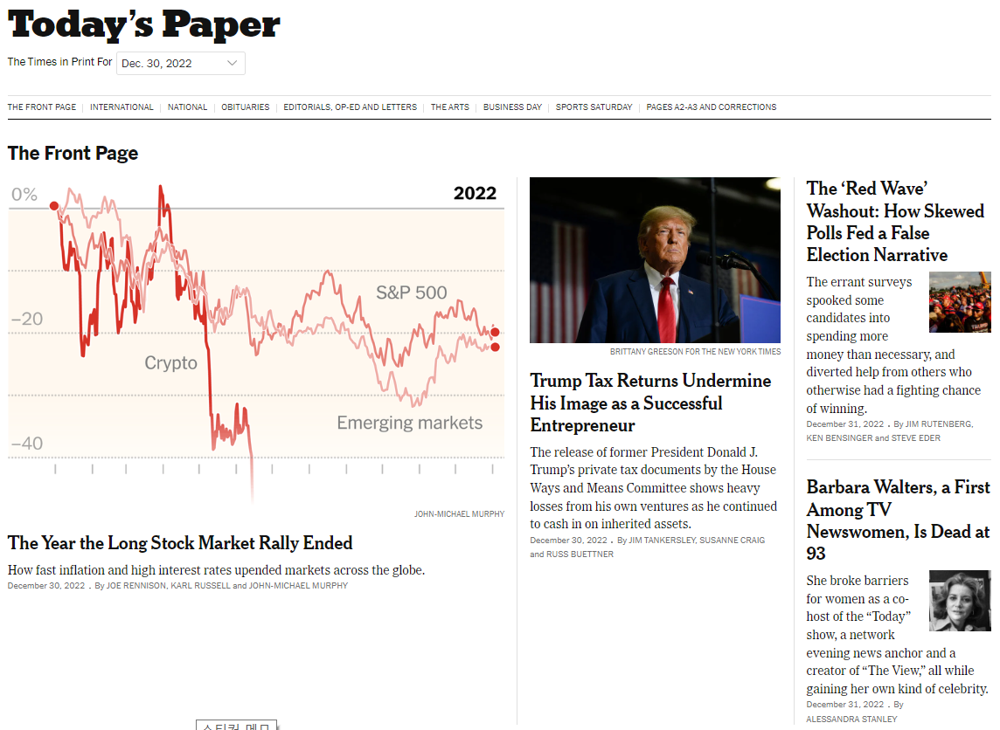 Today's Paper
The Times in Print For
Dec. 30, 2022
THE FRONT PAGE
INTERNATIONAL
NATIONAL
OBITUARIES
EDITORIALS, OP-ED AND LETTERS
THE ARTS
BUSINESS DAY
SPORTS SATURDAY
PAGES A2-A3 AND CORRECTIONS
The Front Page
0%
2022
S&P 500
−20
Crypto
Emerging markets
−40
JOHN-MICHAEL MURPHY
The Year the Long Stock Market Rally Ended
How fast inflation and high interest rates upended markets across the globe.
December 30, 2022 . By JOE RENNISON, KARL RUSSELL and JOHN-MICHAEL MURPHY
BRITTANY GREESON FOR THE NEW YORK TIMES
Trump Tax Returns Undermine
His Image as a Successful
Entrepreneur
The release of former President Donald J.
Trump's private tax documents by the House
Ways and Means Committee shows heavy
losses from his own ventures as he continued
to cash in on inherited assets.
December 30, 2022 . By JIM TANKERSLEY, SUSANNE CRAIG
and RUSS BUETTNER
The 'Red Wave'
Washout: How Skewed
Polls Fed a False
Election Narrative
The errant surveys
spooked some
candidates into
spending more
money than necessary, and
diverted help from others who
otherwise had a fighting chance
of winning.
December 31, 2022 . By JIM RUTENBERG,
KEN BENSINGER and STEVE EDER
Barbara Walters, a First
Among TV
Newswomen, Is Dead at
93
She broke barriers
for women as a co-
host of the "Today"
show, a network
evening news anchor and a
creator of "The View," all while
gaining her own kind of celebrity.
December 31, 2022 . By
ALESSANDRA STANLEY
스티커 메모